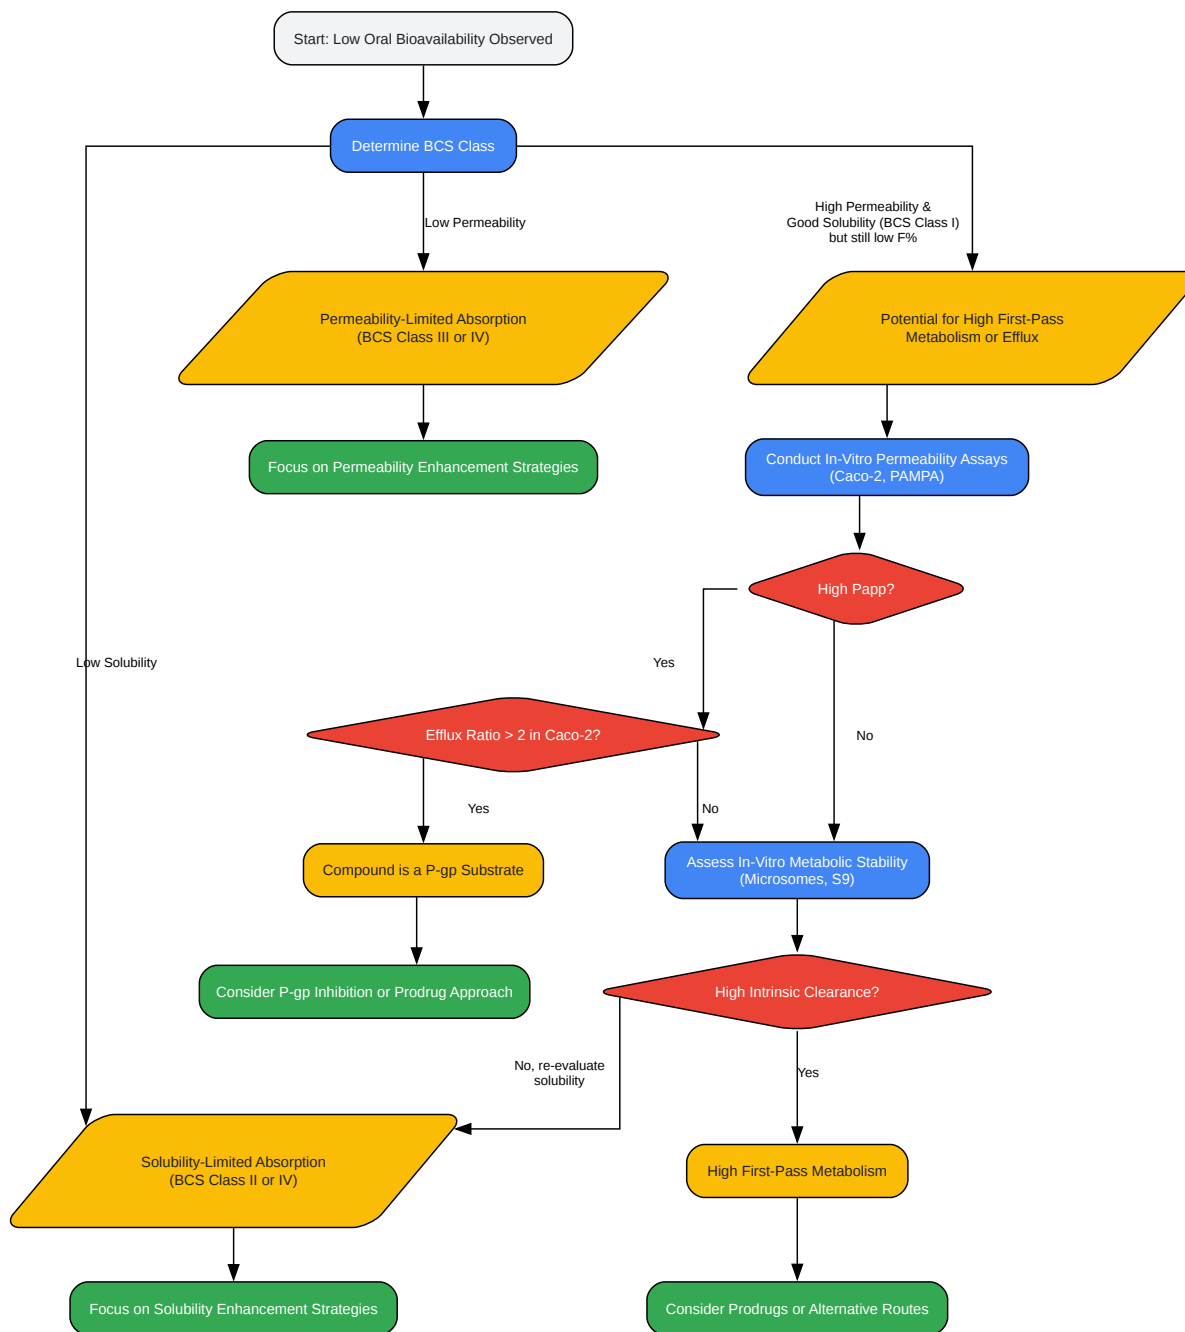 Start: Low Oral Bioavailability Observed
Determine BCS Class
Low Permeability
High Permeability &
Good Solubility (BCS Class I)
but still low F%
Permeability-Limited Absorption
(BCS Class III or IV)
Potential for High First-Pass
Metabolism or Efflux
Focus on Permeability Enhancement Strategies
Conduct In-Vitro Permeability Assays
(Caco-2, PAMPA)
High Papp?
Low Solubility
Yes
Efflux Ratio > 2 in Caco-2?
No
Yes
No
Compound is a P-gp Substrate
Assess In-Vitro Metabolic Stability
(Microsomes, S9)
Consider P-gp Inhibition or Prodrug Approach
High Intrinsic Clearance?
No, re-evaluate
solubility
Yes
Solubility-Limited Absorption
(BCS Class II or IV)
High First-Pass Metabolism
Focus on Solubility Enhancement Strategies
Consider Prodrugs or Alternative Routes